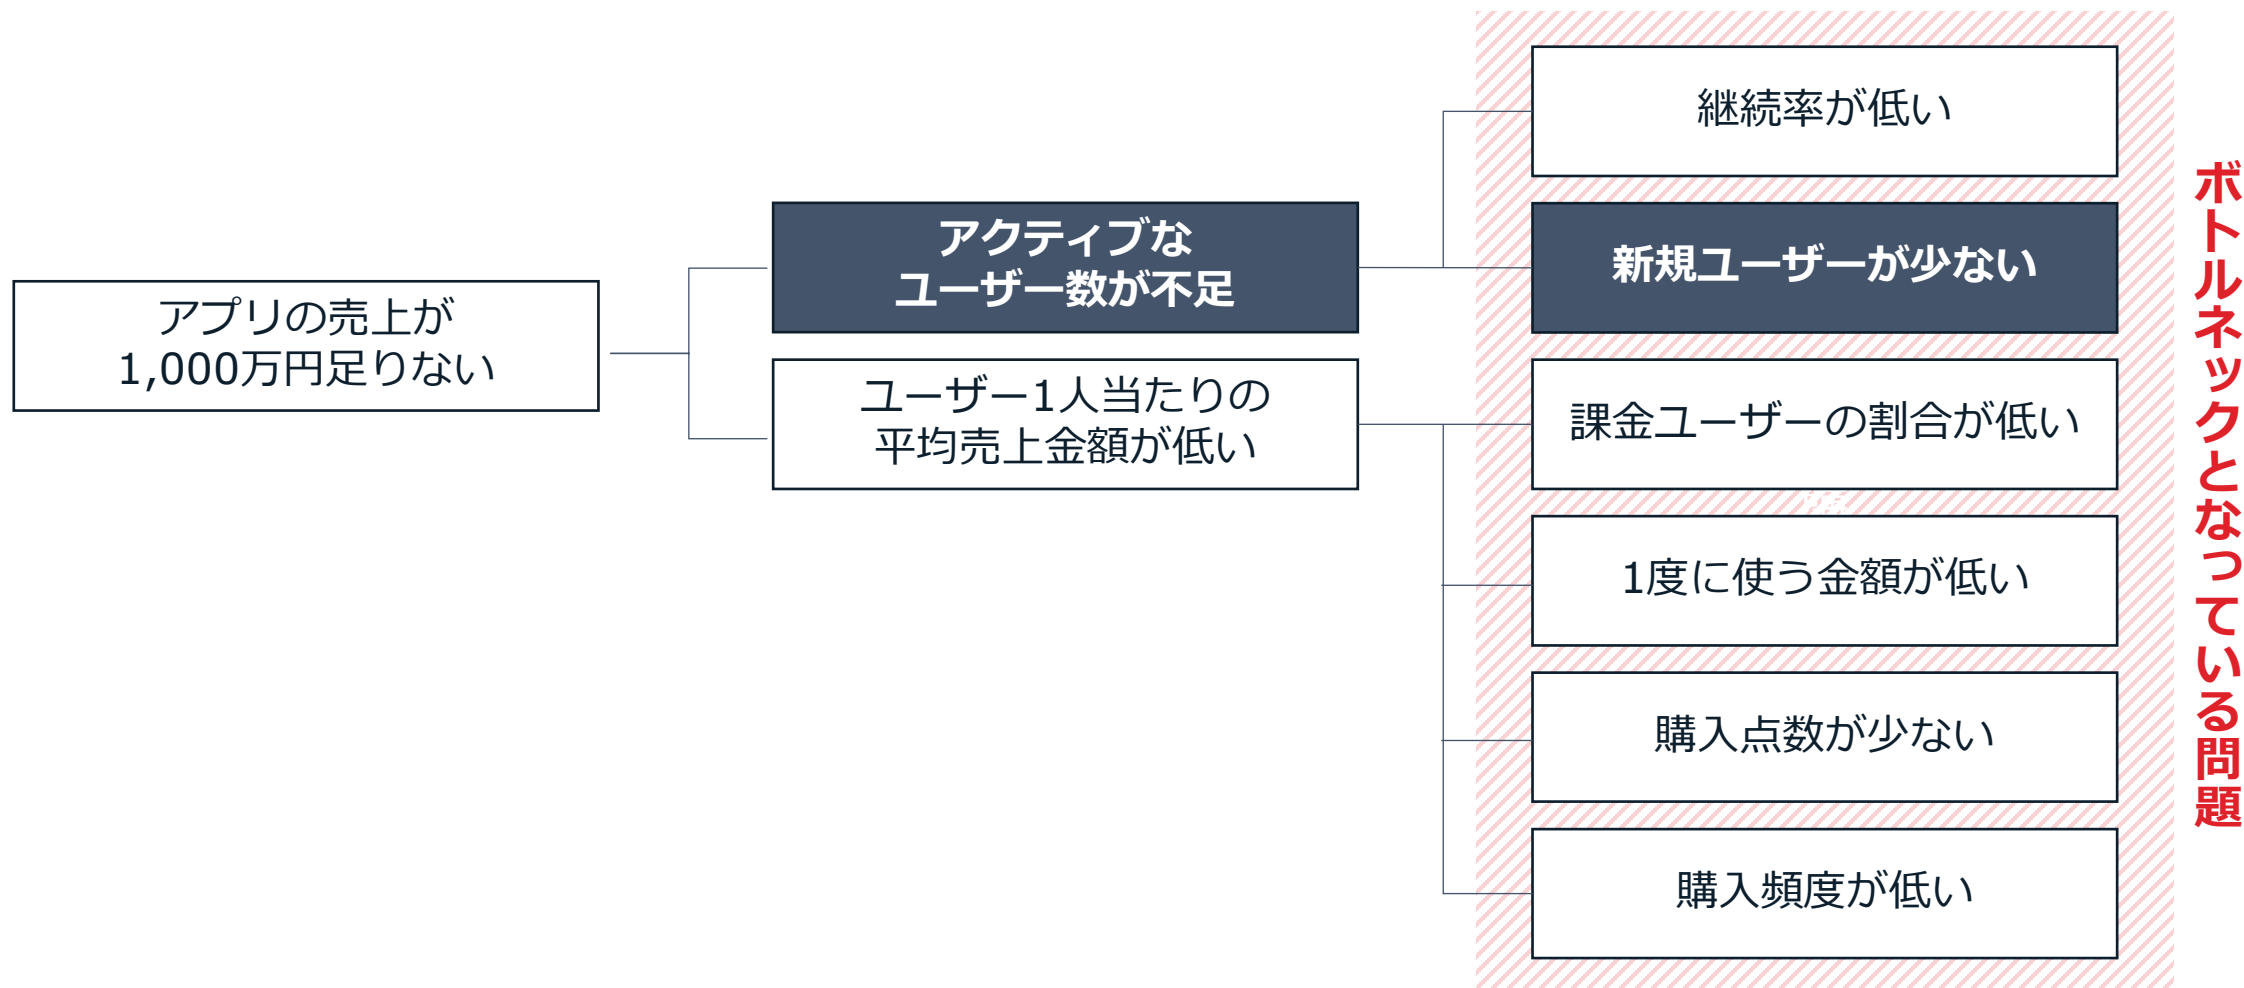 アプリの売上が
1,000万円足りない
アクティブな
ユーザー数が不足
ユーザー1人当たりの
平均売上金額が低い
継続率が低い
新規ユーザーが少ない
課金ユーザーの割合が低い
1度に使う金額が低い
購入点数が少ない
購入頻度が低い
ボトルネックとなっている問題